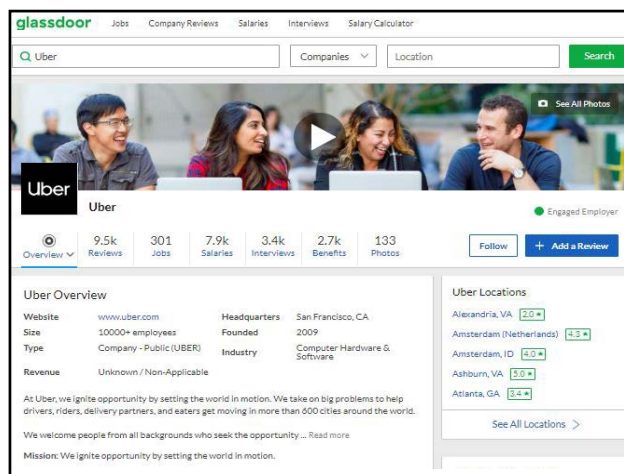 glassdoor Jobs Company Reviews Salaries Interviews Salary Calculator
Uber Companies Location Search
See All Photos
Uber
Uber
Engaged Employer
Overview 9.5k Reviews 301 Jobs 7.9k Salaries 3.4k Interviews 2.7k Benefits 133 Photos Follow + Add a Review
Uber Overview
Website www.uber.com Headquarters San Francisco, CA
Size 10000+ employees Founded 2009
Type Company - Public (UBER) Industry Computer Hardware &
Software
Revenue Unknown / Non-Applicable
At Uber, we ignite opportunity by setting the world in motion. We take on big problems to help
drivers, riders, delivery partners, and eaters get moving in more than 600 cities around the world.
We welcome people from all backgrounds who seek the opportunity ... Read more
Mission: We ignite opportunity by setting the world in motion.
Uber Locations
Alexandria, VA 2.0 ★
Amsterdam (Netherlands) 4.3 ★
Amsterdam, ID 4.0 ★
Ashburn, VA 5.0 ★
Atlanta, GA 3.4 ★
See All Locations >